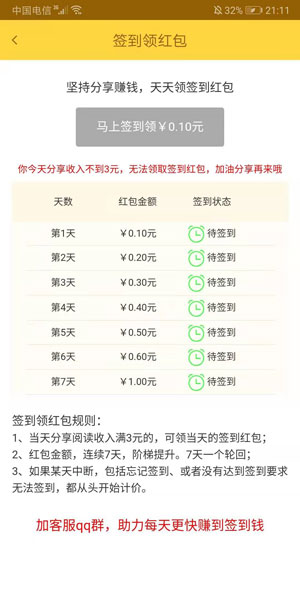 中国电信 32% 21:11
签到领红包
坚持分享赚钱，天天领签到红包
马上签到领￥0.10元
你今天分享收入不到3元，无法领取签到红包，加油分享再来哦
天数 红包金额 签到状态
第1天 ￥0.10元 待签到
第2天 ￥0.20元 待签到
第3天 ￥0.30元 待签到
第4天 ￥0.40元 待签到
第5天 ￥0.50元 待签到
第6天 ￥0.60元 待签到
第7天 ￥1.00元 待签到
签到领红包规则：
1、当天分享阅读收入满3元的，可领当天的签到红包；
2、红包金额，连续7天，阶梯提升。7天一个轮回；
3、如果某天中断，包括忘记签到、或者没有达到签到要求
无法签到，都从头开始计价。
加客服qq群，助力每天更快赚到签到钱